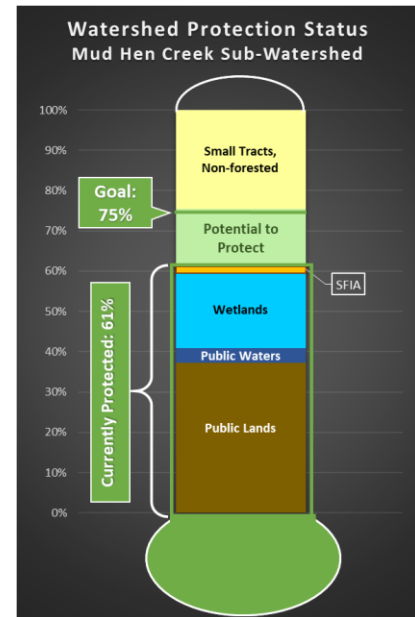 Watershed Protection Status
Mud Hen Creek Sub-Watershed
100%
90%
80%
70%
60%
50%
40%
30%
20%
10%
0%
Small Tracts,
Non-forested
Goal:
75%
Potential to
Protect
SFIA
Wetlands
Public Waters
Public Lands
Currently Protected: 61%